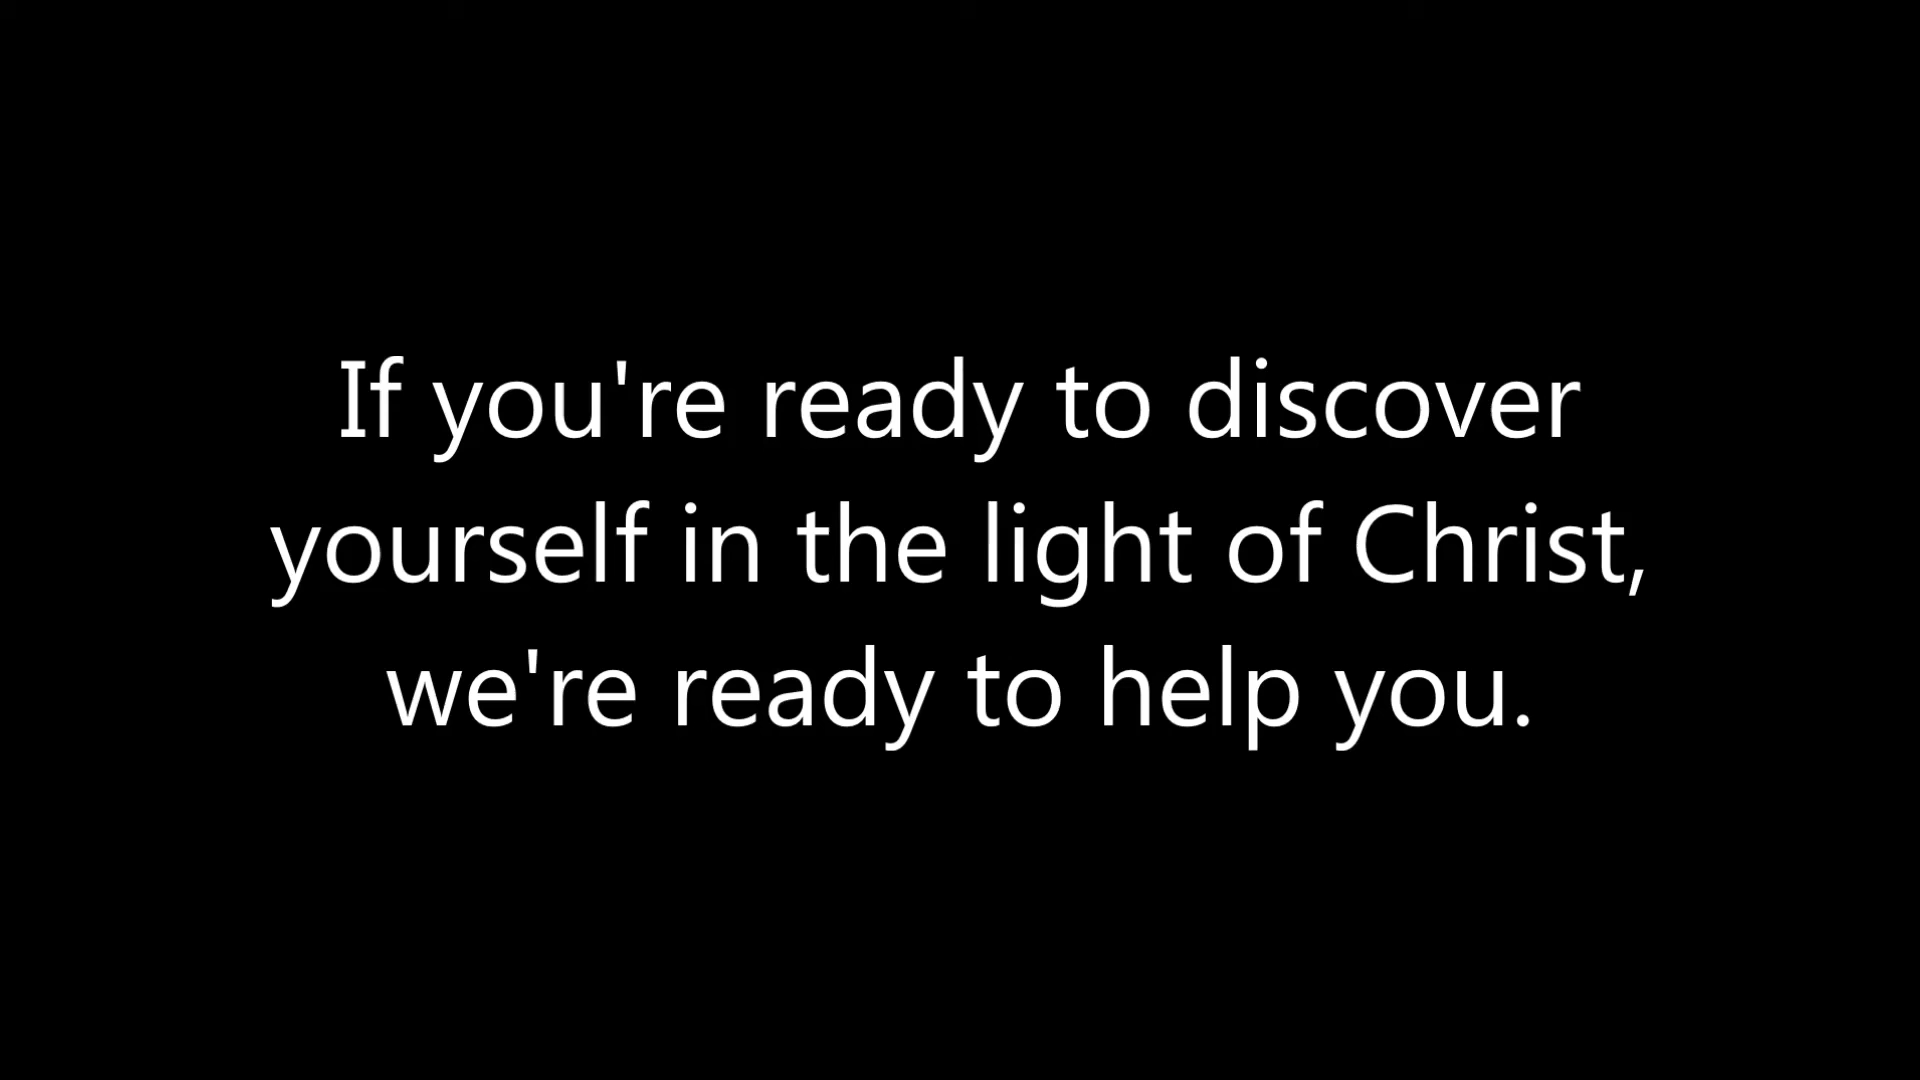 If you're ready to discover
yourself in the light of Christ,
we're ready to help you.